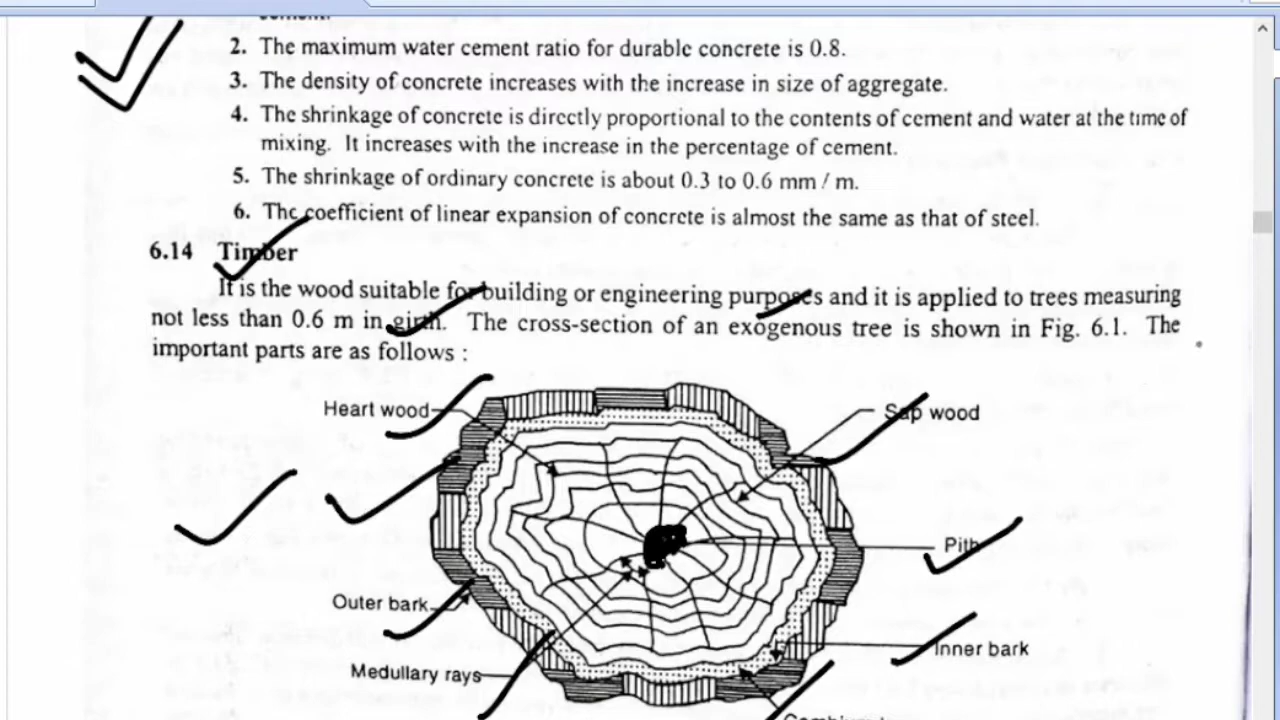 cement.
2. The maximum water cement ratio for durable concrete is 0.8.
3. The density of concrete increases with the increase in size of aggregate.
4. The shrinkage of concrete is directly proportional to the contents of cement and water at the time of
mixing. It increases with the increase in the percentage of cement.
5. The shrinkage of ordinary concrete is about 0.3 to 0.6 mm / m.
6. The coefficient of linear expansion of concrete is almost the same as that of steel.
6.14 Timber
It is the wood suitable for building or engineering purposes and it is applied to trees measuring
not less than 0.6 m in girth. The cross-section of an exogenous tree is shown in Fig. 6.1. The
important parts are as follows :
Heart wood
Sap wood
Pith
Outer bark
Inner bark
Medullary rays